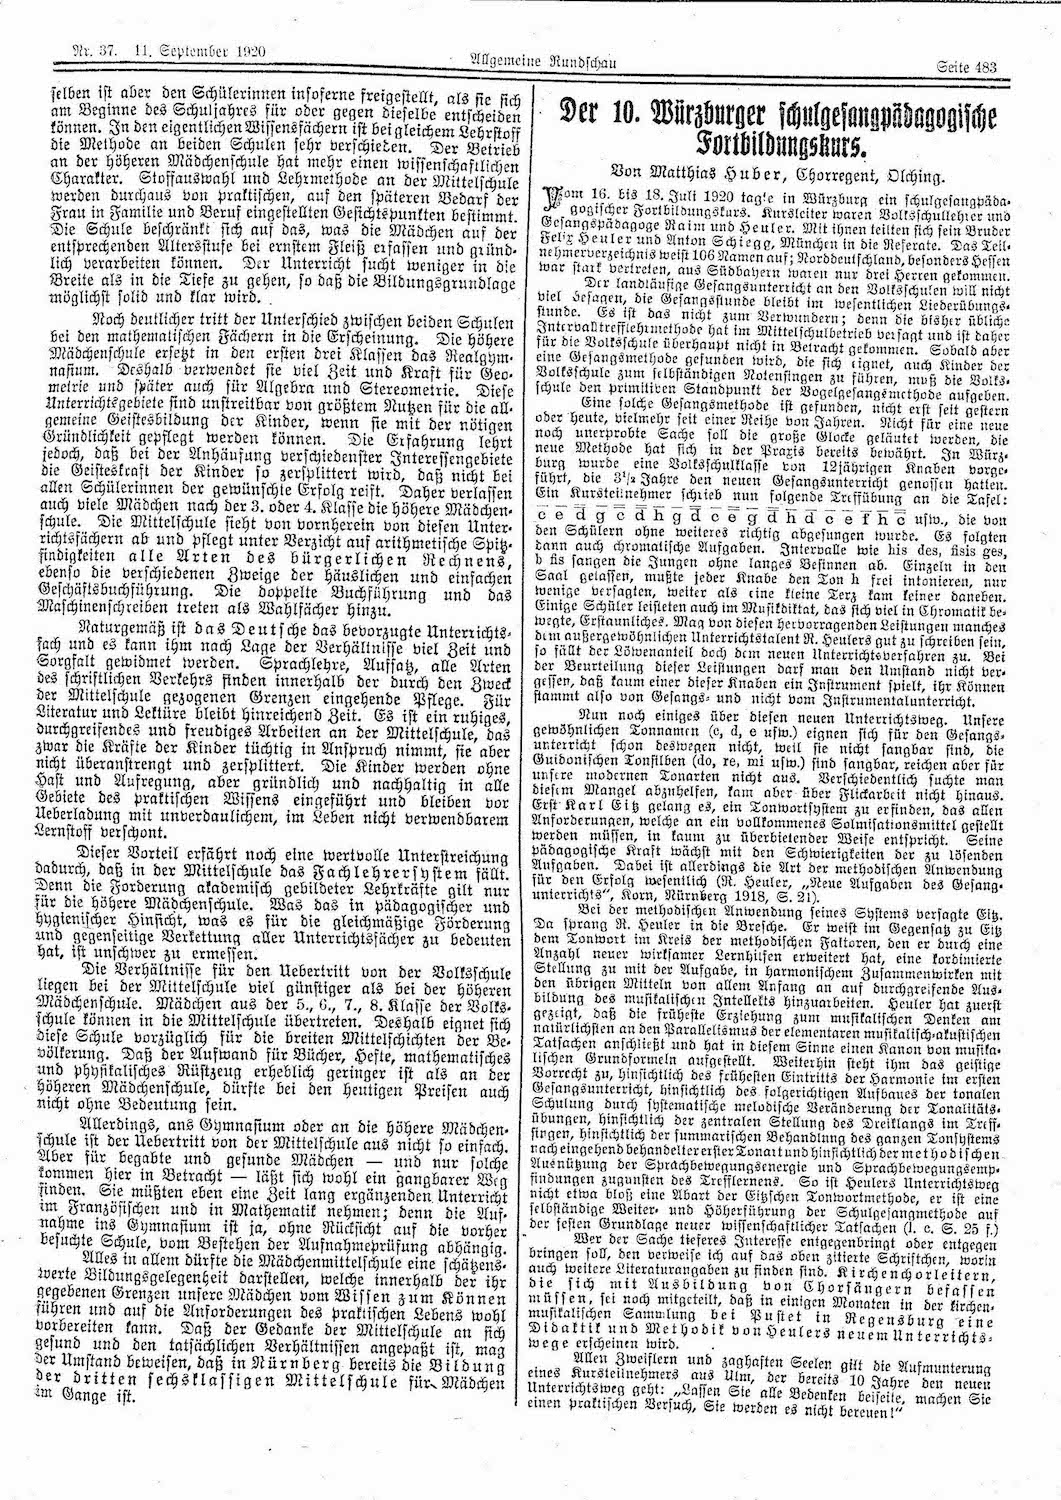 Nr. 37. 11. September 1920
Allgemeine Rundschau
Seite 483
selben ist aber den Schülerinnen insoferne freigestellt, als sie sich
am Beginne des Schuljahres für oder gegen dieselbe entscheiden
können. In den eigentlichen Wissensfächern ist bei gleichem Lehrstoff
die Methode an beiden Schulen sehr verschieden. Der Betrieb
an der höheren Mädchenschule hat mehr einen wissenschaftlichen
Charakter. Stoffauswahl und Lehrmethode an der Mittelschule
werden durchaus von praktischen, auf den späteren Bedarf der
Frau in Familie und Beruf eingestellten Gesichtspunkten bestimmt.
Die Schule beschränkt sich auf das, was die Mädchen auf der
entsprechenden Altersstufe bei ernstem Fleiß erfassen und gründ-
lich verarbeiten können. Der Unterricht sucht weniger in die
Breite als in die Tiefe zu gehen, so daß die Bildungsgrundlage
möglichst solid und klar wird.
Noch deutlicher tritt der Unterschied zwischen beiden Schulen
bei den mathematischen Fächern in die Erscheinung. Die höhere
Mädchenschule ersetzt in den ersten drei Klassen das Realgym-
nasium. Deshalb verwendet sie viel Zeit und Kraft für Geo-
metrie und später auch für Algebra und Stereometrie. Diese
Unterrichtsgebiete sind unstreitbar von größtem Nutzen für die all-
gemeine Geistesbildung der Kinder, wenn sie mit der nötigen
Gründlichkeit gepflegt werden können. Die Erfahrung lehrt
jedoch, daß bei der Anhäufung verschiedenster Interessengebiete
die Geisteskraft der Kinder so zersplittert wird, daß nicht bei
allen Schülerinnen der gewünschte Erfolg reift. Daher verlassen
auch viele Mädchen nach der 3. oder 4. Klasse die höhere Mädchen-
schule. Die Mittelschule sieht von vornherein von diesen Unter-
richtsfächern ab und pflegt unter Verzicht auf arithmetische Spitz-
findigkeiten alle Arten des bürgerlichen Rechnens,
ebenso die verschiedenen Zweige der häuslichen und einfachen
Geschäftsbuchführung. Die doppelte Buchführung und das
Maschinenschreiben treten als Wahlfächer hinzu.
Naturgemäß ist das Deutsche das bevorzugte Unterrichts-
fach und es kann ihm nach Lage der Verhältnisse viel Zeit und
Sorgfalt gewidmet werden. Sprachlehre, Aufsatz, alle Arten
des schriftlichen Verkehrs finden innerhalb der durch den Zweck
der Mittelschule gezogenen Grenzen eingehende Pflege. Für
Literatur und Lektüre bleibt hinreichend Zeit. Es ist ein ruhiges,
durchgreifendes und freudiges Arbeiten an der Mittelschule, das
zwar die Kräfte der Kinder tüchtig in Anspruch nimmt, sie aber
nicht überanstrengt und zersplittert. Die Kinder werden ohne
Hast und Aufregung, aber gründlich und nachhaltig in alle
Gebiete des praktischen Wissens eingeführt und bleiben vor
Ueberladung mit unverdaulichem, im Leben nicht verwendbarem
Lernstoff verschont.
Dieser Vorteil erfährt noch eine wertvolle Unterstreichung
dadurch, daß in der Mittelschule das Fachlehrersystem fällt.
Denn die Forderung akademisch gebildeter Lehrkräfte gilt nur
für die höhere Mädchenschule. Was das in pädagogischer und
hygienischer Hinsicht, was es für die gleichmäßige Förderung
und gegenseitige Verkettung aller Unterrichtsfächer zu bedeuten
hat, ist unschwer zu ermessen.
Die Verhältnisse für den Uebertritt von der Volksschule
liegen bei der Mittelschule viel günstiger als bei der höheren
Mädchenschule. Mädchen aus der 5., 6., 7., 8. Klasse der Volks-
schule können in die Mittelschule übertreten. Deshalb eignet sich
diese Schule vorzüglich für die breiten Mittelschichten der Be-
völkerung. Daß der Aufwand für Bücher, Hefte, mathematisches
und physikalisches Rüstzeug erheblich geringer ist als an der
höheren Mädchenschule, dürfte bei den heutigen Preisen auch
nicht ohne Bedeutung sein.
Allerdings, ans Gymnasium oder an die höhere Mädchen-
schule ist der Uebertritt von der Mittelschule aus nicht so einfach.
Aber für begabte und gesunde Mädchen — und nur solche
kommen hier in Betracht — läßt sich wohl ein gangbarer Weg
finden. Sie müßten eben eine Zeit lang ergänzenden Unterricht
im Französischen und in Mathematik nehmen; denn die Auf-
nahme ins Gymnasium ist ja, ohne Rücksicht auf die vorher
besuchte Schule, vom Bestehen der Aufnahmeprüfung abhängig.
Alles in allem dürfte die Mädchenmittelschule eine schätzens-
werte Bildungsgelegenheit darstellen, welche innerhalb der ihr
gegebenen Grenzen unsere Mädchen vom Wissen zum Können
führen und auf die Anforderungen des praktischen Lebens wohl
vorbereiten kann. Daß der Gedanke der Mittelschule an sich
gesund und den tatsächlichen Verhältnissen angepaßt ist, mag
der Umstand beweisen, daß in Nürnberg bereits die Bildung
der dritten sechsklassigen Mittelschule für Mädchen
im Gange ist.
Der 10. Würzburger schulgesangpädagogische
Fortbildungskurs.
Von Matthias Huber, Chorregent, Olching.
Vom 16. bis 18. Juli 1920 tagte in Würzburg ein schulgesangpäda-
gogischer Fortbildungskurs. Kursleiter waren Volksschullehrer und
Gesangspädagoge Raim und Heuler. Mit ihnen teilten sich sein Bruder
Felix Heuler und Anton Schiegg, München in die Referate. Das Teil-
nehmerverzeichnis weist 106 Namen auf; Norddeutschland, besonders Hessen
war stark vertreten, aus Südbayern waren nur drei Herren gekommen.
Der landläufige Gesangsunterricht an den Volksschulen will nicht
viel besagen, die Gesangsstunde bleibt im wesentlichen Liederübungs-
stunde. Es ist das nicht zum Verwundern; denn die bisher übliche
Intervalltrefflehrmethode hat im Mittelschulbetrieb versagt und ist daher
für die Volksschule überhaupt nicht in Betracht gekommen. Sobald aber
eine Gesangsmethode gefunden wird, die sich eignet, auch Kinder der
Volksschule zum selbständigen Notensingen zu führen, muß die Volks-
schule den primitiven Standpunkt der Vogelgesangsmethode aufgeben.
Eine solche Gesangsmethode ist gefunden, nicht erst seit gestern
oder heute, vielmehr seit einer Reihe von Jahren. Nicht für eine neue
noch unerprobte Sache soll die große Glocke geläutet werden, die
neue Methode hat sich in der Praxis bereits bewährt. In Würz-
burg wurde eine Volksschulklasse von 12jährigen Knaben vorge-
führt, die 3½ Jahre den neuen Gesangsunterricht genossen hatten.
Ein Kursteilnehmer schrieb nun folgende Treffübung an die Tafel:
c e d g c d h g d c e g d h d c e f h c usw., die von
den Schülern ohne weiteres richtig abgesungen wurde. Es folgten
dann auch chromatische Aufgaben. Intervalle wie his des, fisis ges,
b fis sangen die Jungen ohne langes Besinnen ab. Einzeln in den
Saal gelassen, mußte jeder Knabe den Ton h frei intonieren, nur
wenige versagten, weiter als eine kleine Terz kam keiner daneben.
Einige Schüler leisteten auch im Musikdiktat, das sich viel in Chromatik be-
wegte, Erstaunliches. Mag von diesen hervorragenden Leistungen manches
dem außergewöhnlichen Unterrichtstalent R. Heulers gut zu schreiben sein,
so fällt der Löwenanteil doch dem neuen Unterrichtsverfahren zu. Bei
der Beurteilung dieser Leistungen darf man den Umstand nicht ver-
gessen, daß kaum einer dieser Knaben ein Instrument spielt, ihr Können
stammt also von Gesangs- und nicht vom Instrumentalunterricht.
Nun noch einiges über diesen neuen Unterrichtsweg. Unsere
gewöhnlichen Tonnamen (c, d, e usw.) eignen sich für den Gesangs-
unterricht schon deswegen nicht, weil sie nicht sangbar sind, die
Guidonischen Tonsilben (do, re, mi usw.) sind sangbar, reichen aber für
unsere modernen Tonarten nicht aus. Verschiedentlich suchte man
diesem Mangel abzuhelfen, kam aber über Flickarbeit nicht hinaus.
Erst Karl Eitz gelang es, ein Tonwortsystem zu erfinden, das allen
Anforderungen, welche an ein vollkommenes Solmisationsmittel gestellt
werden müssen, in kaum zu überbietender Weise entspricht. Seine
pädagogische Kraft wächst mit den Schwierigkeiten der zu lösenden
Aufgaben. Dabei ist allerdings die Art der methodischen Anwendung
für den Erfolg wesentlich (R. Heuler, „Neue Aufgaben des Gesang-
unterrichts“, Korn, Nürnberg 1918, S. 21).
Bei der methodischen Anwendung seines Systems versagte Eitz.
Da sprang R. Heuler in die Bresche. Er weist im Gegensatz zu Eitz
dem Tonwort im Kreis der methodischen Faktoren, den er durch eine
Anzahl neuer wirksamer Lernhilfen erweitert hat, eine kordimierte
Stellung zu mit der Aufgabe, in harmonischem Zusammenwirken mit
den übrigen Mitteln von allem Anfang an auf durchgreifende Aus-
bildung des musikalischen Intellekts hinzuarbeiten. Heuler hat zuerst
gezeigt, daß die früheste Erziehung zum musikalischen Denken am
natürlichsten an den Parallelismus der elementaren musikalisch-akustischen
Tatsachen anschließt und hat in diesem Sinne einen Kanon von musika-
lischen Grundformeln aufgestellt. Weiterhin steht ihm das geistige
Vorrecht zu, hinsichtlich des frühesten Eintritts der Harmonie im ersten
Gesangsunterricht, hinsichtlich des folgerichtigen Aufbaues der tonalen
Schulung durch systematische melodische Veränderung der Tonalitäts-
übungen, hinsichtlich der zentralen Stellung des Dreiklangs im Treff-
singen, hinsichtlich der summarischen Behandlung des ganzen Tonsystems
nach eingehend behandelter erster Tonart und hinsichtlich der methodischen
Ausnützung der Sprachbewegungsenergie und Sprachbewegungsemp-
findungen zugunsten des Trefflernens. So ist Heulers Unterrichtsweg
nicht etwa bloß eine Abart der Eitzschen Tonwortmethode, er ist eine
selbständige Weiter- und Höherführung der Schulgesangmethode auf
der festen Grundlage neuer wissenschaftlicher Tatsachen (l. c. S. 25 f.)
Wer der Sache tieferes Interesse entgegenbringt oder entgegen
bringen soll, den verweise ich auf das oben zitierte Schriftchen, worin
auch weitere Literaturangaben zu finden sind. Kirchenchorleitern,
die sich mit Ausbildung von Chorsängern befassen
müssen, sei noch mitgeteilt, daß in einigen Monaten in der kirchen-
musikalischen Sammlung bei Pustet in Regensburg eine
Didaktik und Methodik von Heulers neuem Unterrichts-
wege erscheinen wird.
Allen Zweiflern und zaghaften Seelen gilt die Aufmunterung
eines Kursteilnehmers aus Ulm, der bereits 10 Jahre den neuen
Unterrichtsweg geht: „Lassen Sie alle Bedenken beiseite, machen Sie
einen praktischen Versuch, Sie werden es nicht bereuen!“